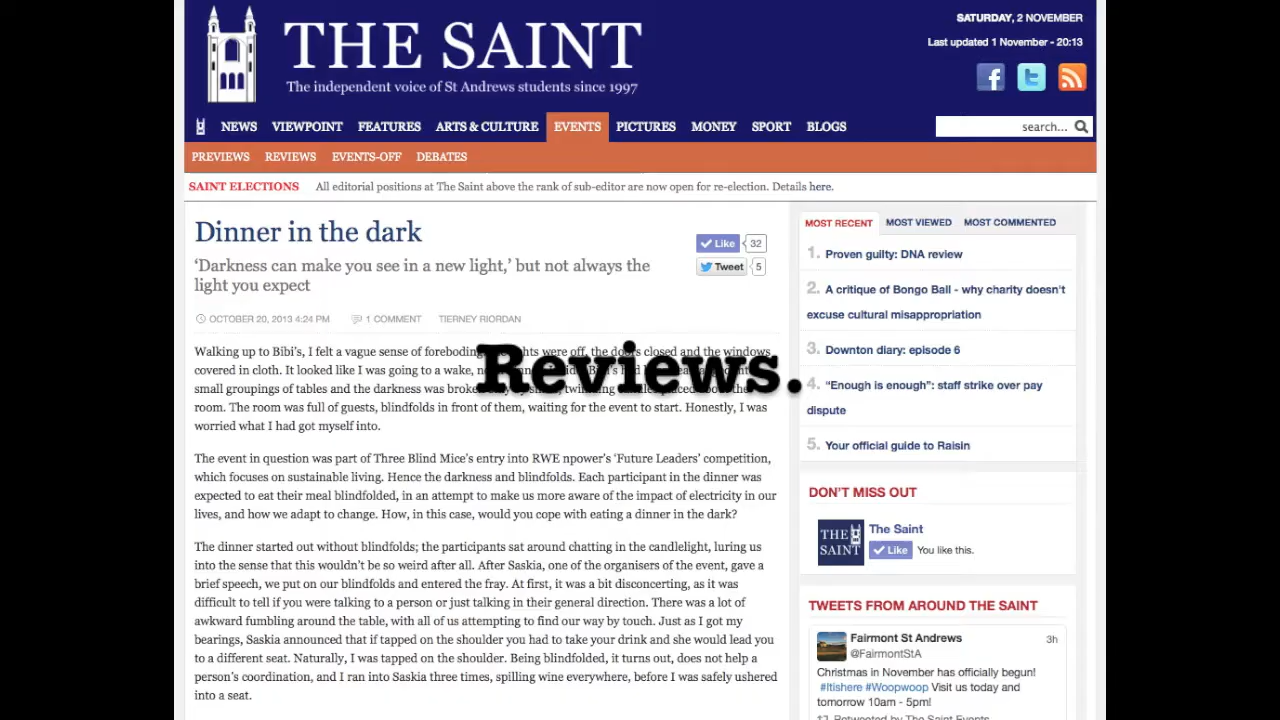 THE SAINT
The independent voice of St Andrews students since 1997
SATURDAY, 2 NOVEMBER
Last updated 1 November - 20:13
NEWS VIEWPOINT FEATURES ARTS & CULTURE EVENTS PICTURES MONEY SPORT BLOGS
search...
PREVIEWS REVIEWS EVENTS-OFF DEBATES
SAINT ELECTIONS All editorial positions at The Saint above the rank of sub-editor are now open for re-election. Details here.
Dinner in the dark
‘Darkness can make you see in a new light,’ but not always the
light you expect
Like 32
Tweet 5
OCTOBER 20, 2013 4:24 PM 1 COMMENT TIERNEY RIORDAN
Walking up to Bibi’s, I felt a vague sense of foreboding, were off, the doors closed and the windows
covered in cloth. It looked like I was going to a wake,
small groupings of tables and the darkness was
room. The room was full of guests, blindfolds in front of them, waiting for the event to start. Honestly, I was
worried what I had got myself into.
Reviews.
The event in question was part of Three Blind Mice’s entry into RWE npower’s ‘Future Leaders’ competition,
which focuses on sustainable living. Hence the darkness and blindfolds. Each participant in the dinner was
expected to eat their meal blindfolded, in an attempt to make us more aware of the impact of electricity in our
lives, and how we adapt to change. How, in this case, would you cope with eating a dinner in the dark?
The dinner started out without blindfolds; the participants sat around chatting in the candlelight, luring us
into the sense that this wouldn’t be so weird after all. After Saskia, one of the organisers of the event, gave a
brief speech, we put on our blindfolds and entered the fray. At first, it was a bit disconcerting, as it was
difficult to tell if you were talking to a person or just talking in their general direction. There was a lot of
awkward fumbling around the table, with all of us attempting to find our way by touch. Just as I got my
bearings, Saskia announced that if tapped on the shoulder you had to take your drink and she would lead you
to a different seat. Naturally, I was tapped on the shoulder. Being blindfolded, it turns out, does not help a
person’s coordination, and I ran into Saskia three times, spilling wine everywhere, before I was safely ushered
into a seat.
MOST RECENT MOST VIEWED MOST COMMENTED
1. Proven guilty: DNA review
2. A critique of Bongo Ball - why charity doesn't
excuse cultural misappropriation
3. Downton diary: episode 6
4. “Enough is enough”: staff strike over pay
dispute
5. Your official guide to Raisin
DON’T MISS OUT
THE
SAINT
The Saint
Like You like this.
TWEETS FROM AROUND THE SAINT
Fairmont St Andrews 3h
@FairmontStA
Christmas in November has officially begun!
#Itishere #Woopwoop Visit us today and
tomorrow 10am - 5pm!
Retweeted by The Saint Events